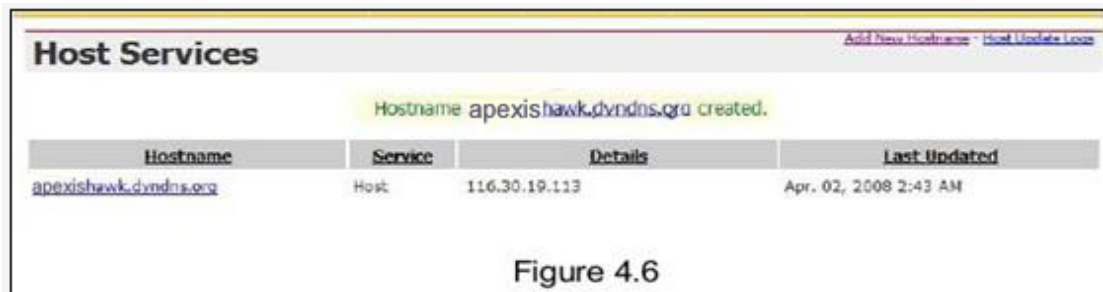 Add New Hostname - Host Update Logs
Host Services
Hostname apexishawk.dyndns.org created.
Hostname Service Details Last Updated
apexishawk.dyndns.org Host 116.30.19.113 Apr. 02, 2008 2:43 AM
Figure 4.6